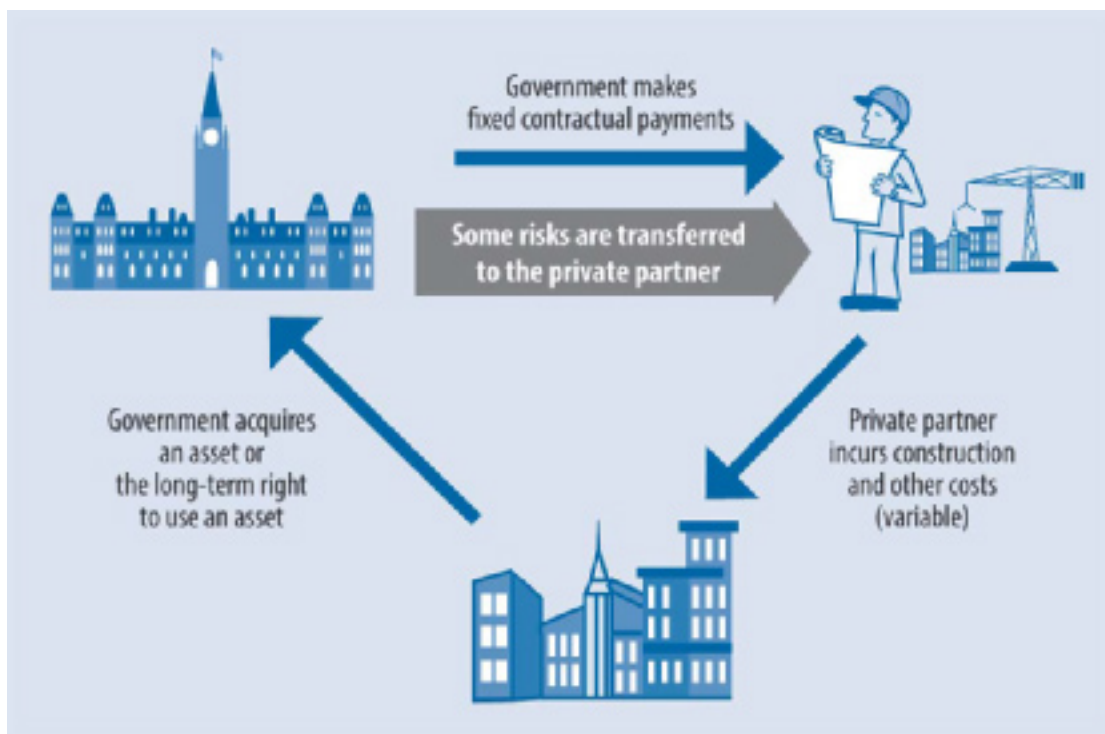 Government makes
fixed contractual payments
Some risks are transferred
to the private partner
Private partner
incurs construction
and other costs
(variable)
Government acquires
an asset or
the long-term right
to use an asset